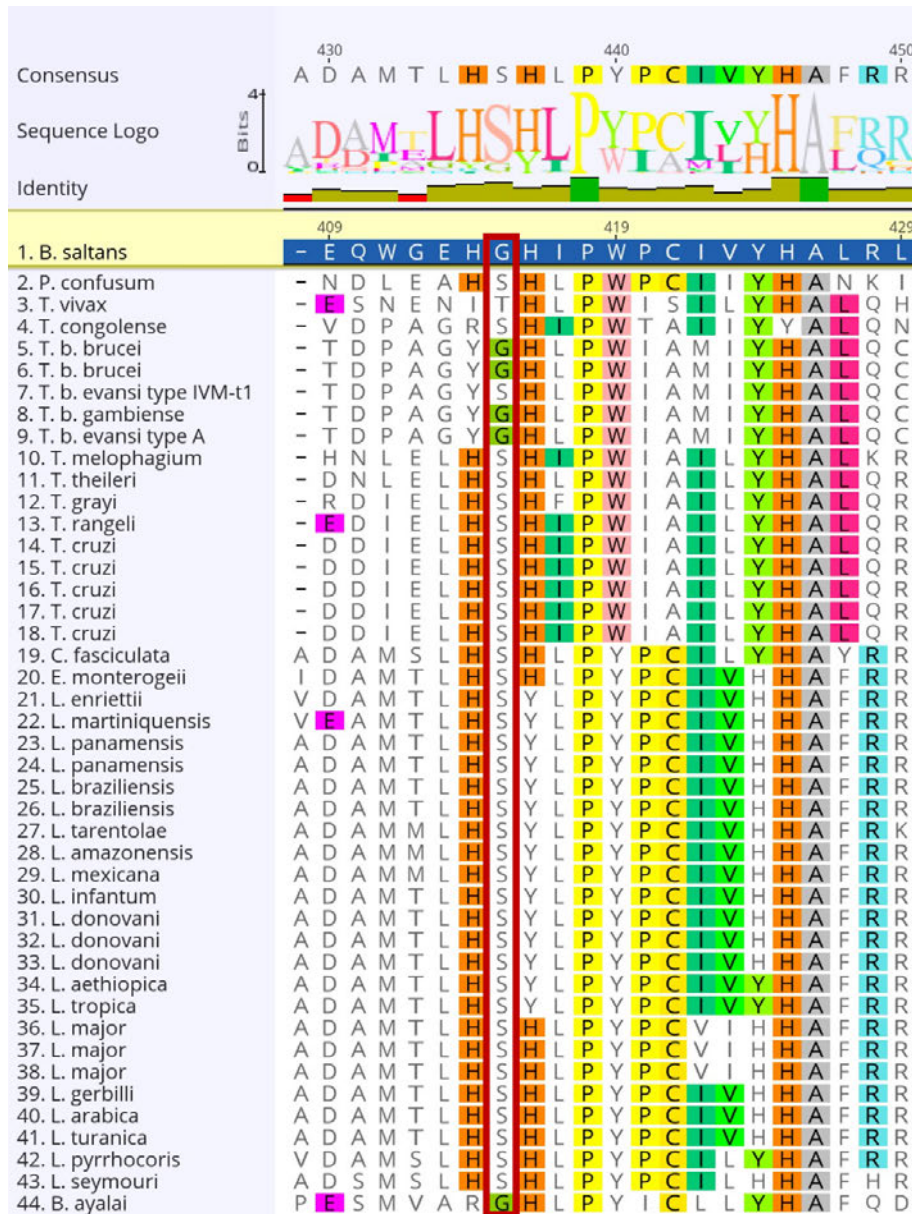 430 440 450
Consensus A D A M T L H S H L P Y P C I V Y H A F R R
Sequence Logo Bits 4 0
Identity
409 419 429
1. B. saltans - E Q W G E H G H I P W P C I V Y H A L R L
2. P. confusum - N D L E A H S H L P W P C I I Y H A N K I
3. T. vivax - E S N E N I T H L P W I S I L Y H A L Q H
4. T. congolense - V D P A G R S H I P W T A I I Y Y A L Q N
5. T. b. brucei - T D P A G Y G H L P W I A M I Y H A L Q C
6. T. b. brucei - T D P A G Y G H L P W I A M I Y H A L Q C
7. T. b. evansi type IVM-t1 - T D P A G Y S H L P W I A M I Y H A L Q C
8. T. b. gambiense - T D P A G Y G H L P W I A M I Y H A L Q C
9. T. b. evansi type A - T D P A G Y G H L P W I A M I Y H A L Q C
10. T. melophagium - H N L E L H S H I P W I A I L Y H A L K R
11. T. theileri - D N L E L H S H L P W I A I L Y H A L Q R
12. T. grayi - R D I E L H S H F P W I A I L Y H A L Q R
13. T. rangeli - E D I E L H S H I P W I A I L Y H A L Q R
14. T. cruzi - D D I E L H S H I P W I A I L Y H A L Q R
15. T. cruzi - D D I E L H S H I P W I A I L Y H A L Q R
16. T. cruzi - D D I E L H S H I P W I A I L Y H A L Q R
17. T. cruzi - D D I E L H S H I P W I A I L Y H A L Q R
18. T. cruzi - D D I E L H S H I P W I A I L Y H A L Q R
19. C. fasciculata A D A M S L H S H L P Y P C I L Y H A Y R R
20. E. monterogeii I D A M T L H S H L P Y P C I V H H A F R R
21. L. enriettii V D A M T L H S Y L P Y P C I V H H A F R R
22. L. martiniquensis V E A M T L H S Y L P Y P C I V H H A F R R
23. L. panamensis A D A M T L H S Y L P Y P C I V H H A F R R
24. L. panamensis A D A M T L H S Y L P Y P C I V H H A F R R
25. L. braziliensis A D A M T L H S Y L P Y P C I V H H A F R R
26. L. braziliensis A D A M T L H S Y L P Y P C I V H H A F R R
27. L. tarentolae A D A M M L H S Y L P Y P C I V H H A F R K
28. L. amazonensis A D A M M L H S Y L P Y P C I V H H A F R R
29. L. mexicana A D A M M L H S Y L P Y P C I V H H A F R R
30. L. infantum A D A M T L H S Y L P Y P C I V H H A F R R
31. L. donovani A D A M T L H S Y L P Y P C I V H H A F R R
32. L. donovani A D A M T L H S Y L P Y P C I V H H A F R R
33. L. donovani A D A M T L H S Y L P Y P C I V H H A F R R
34. L. aethiopica A D A M T L H S Y L P Y P C I V Y H A F R R
35. L. tropica A D A M T L H S Y L P Y P C I V Y H A F R R
36. L. major A D A M T L H S H L P Y P C V I H H A F R R
37. L. major A D A M T L H S H L P Y P C V I H H A F R R
38. L. major A D A M T L H S H L P Y P C V I H H A F R R
39. L. gerbilli A D A M T L H S H L P Y P C I V H H A F R R
40. L. arabica A D A M T L H S H L P Y P C I V H H A F R R
41. L. turanica A D A M T L H S H L P Y P C I V H H A F R R
42. L. pyrrhocoris V D A M S L H S H L P Y P C I L Y H A F R R
43. L. seymouri A D S M S L H S H L P Y P C I L H H A F H R
44. B. ayalai P E S M V A R G H L P Y I C L L Y H A F Q D